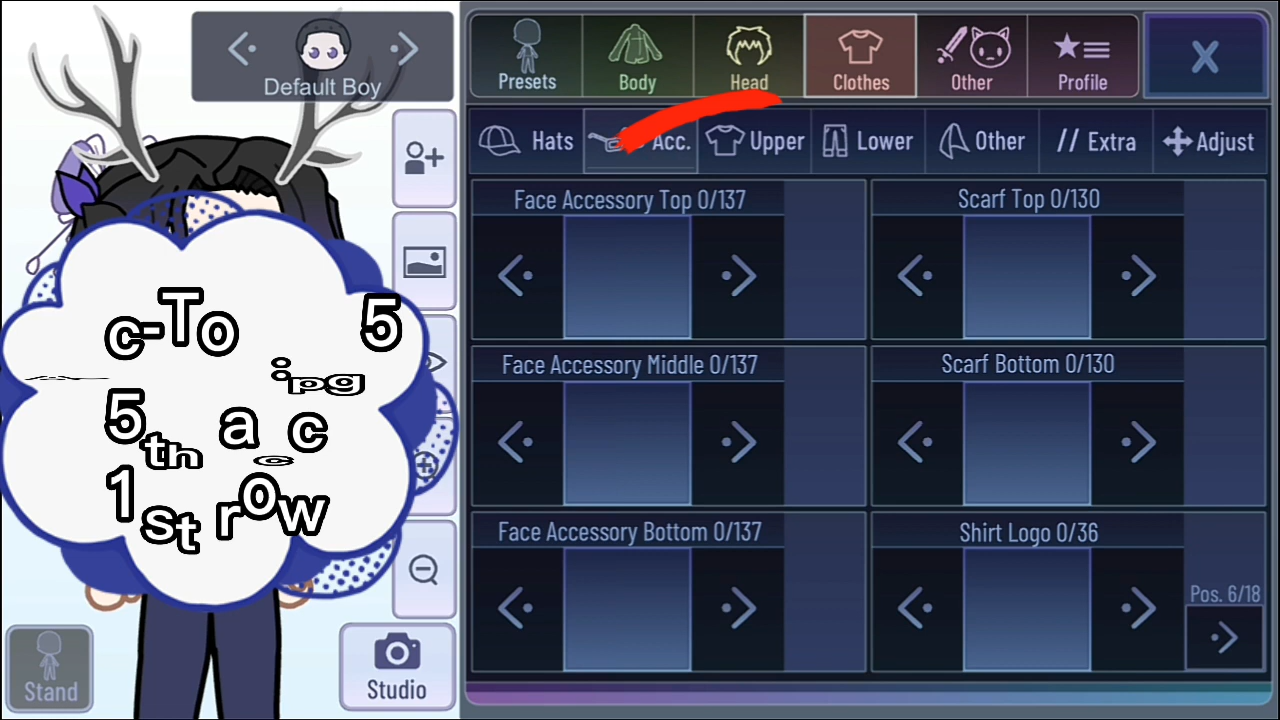 Default Boy
Presets
Body
Head
Clothes
Other
Profile
X
Hats
Acc.
Upper
Lower
Other
Extra
Adjust
Face Accessory Top 0/137
Scarf Top 0/130
Face Accessory Middle 0/137
Scarf Bottom 0/130
Face Accessory Bottom 0/137
Shirt Logo 0/36
Pos. 6/18
c-To 5
5th a c c
1st row
Stand
Studio